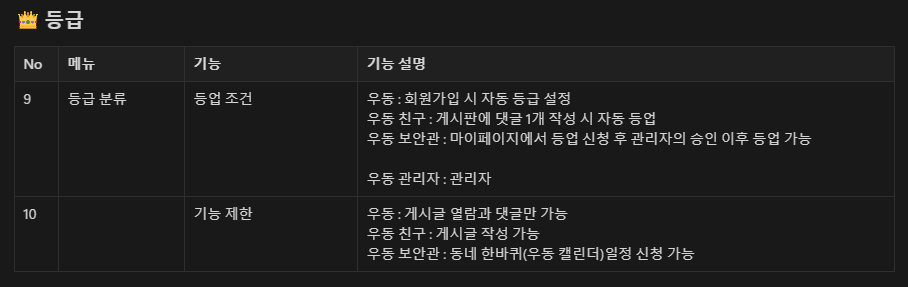 👑 등급
No 메뉴 기능 기능 설명
9 등급 분류 등업 조건 우동 : 회원가입 시 자동 등급 설정
우동 친구 : 게시판에 댓글 1개 작성 시 자동 등업
우동 보안관 : 마이페이지에서 등업 신청 후 관리자의 승인 이후 등업 가능
우동 관리자 : 관리자
10 기능 제한 우동 : 게시글 열람과 댓글만 가능
우동 친구 : 게시글 작성 가능
우동 보안관 : 동네 한바퀴(우동 캘린더)일정 신청 가능